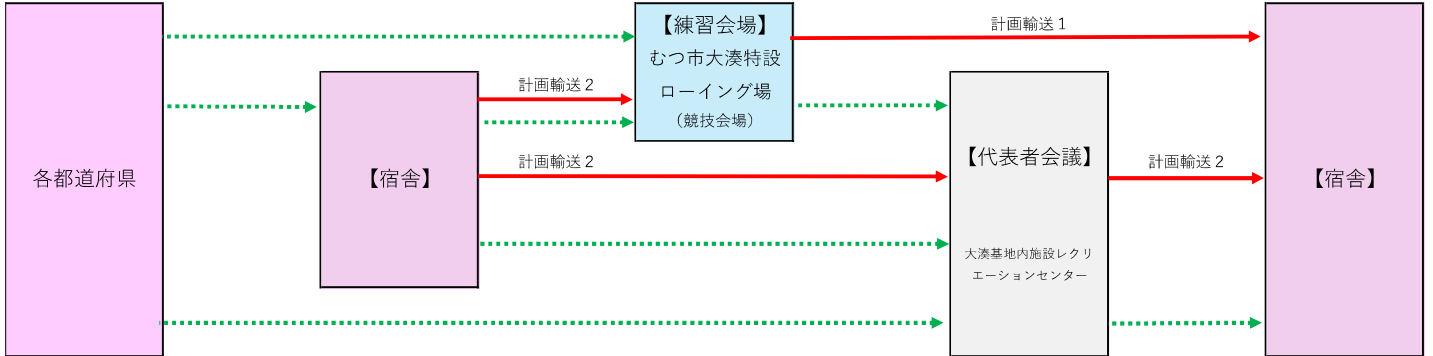 各都道府県
【宿舎】
計画輸送２
計画輸送２
【練習会場】
むつ市大湊特設
ローイング場
（競技会場）
計画輸送１
【代表者会議】
大湊基地内施設レクリ
エーションセンター
計画輸送２
【宿舎】